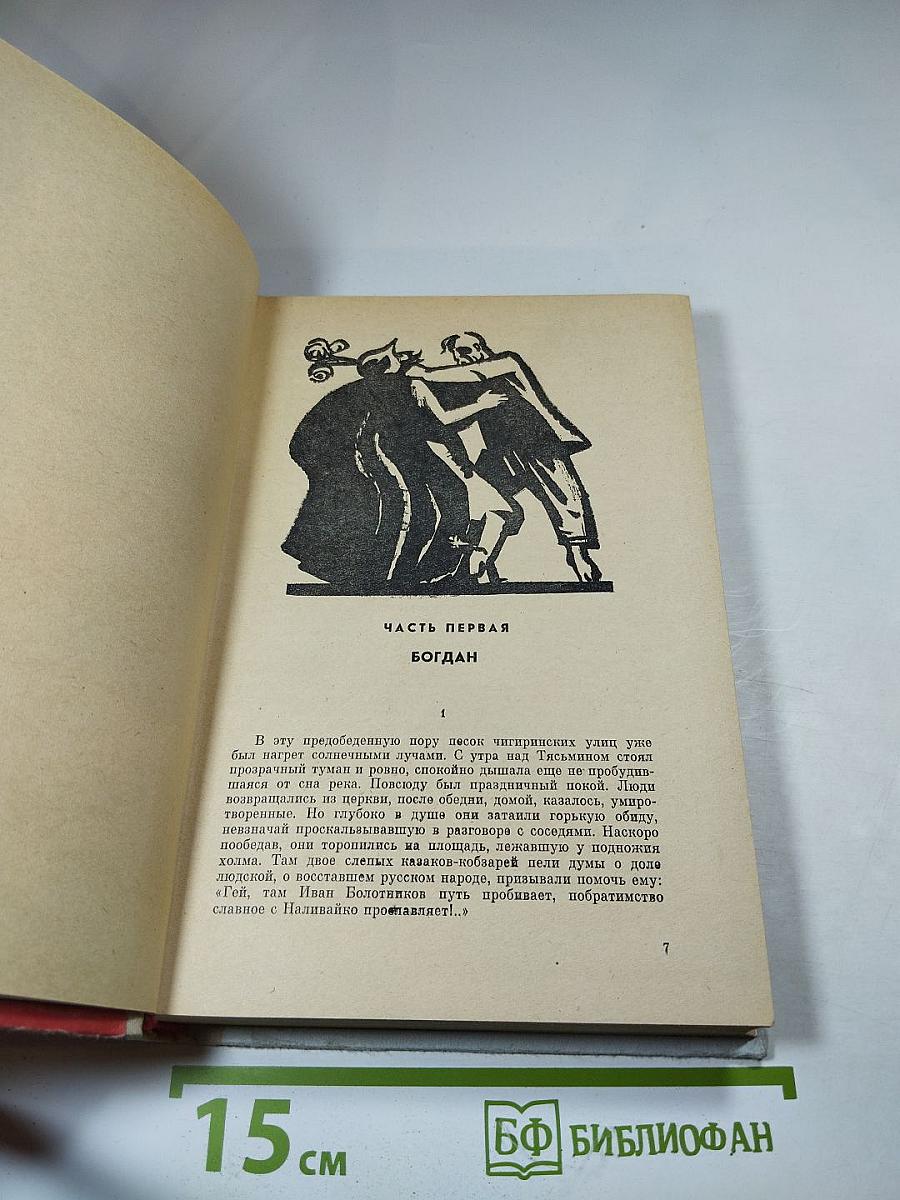 ЧАСТЬ ПЕРВАЯ
БОГДАН
1
В эту предобеденную пору песок чигиринских улиц уже
был нагрет солнечными лучами. С утра над Тясьмином стоял
прозрачный туман и ровно, спокойно дышала еще не пробудив-
шаяся от сна река. Повсюду был праздничный покой. Люди
возвращались из церкви, после обедни, домой, казалось, умиро-
творенные. Но глубоко в душе они затаили горькую обиду,
невзначай проскальзывавшую в разговоре с соседями. Наскоро
пообедав, они торопились на площадь, лежавшую у подножия
холма. Там двое слепых казаков-кобзарей пели думы о доле
людской, о восставшем русском народе, призывали помочь ему:
«Гей, там Иван Болотников путь пробивает, побратимство
славное с Наливайко прославляет!..»
7
15 см
БФ БИБЛИОФАН